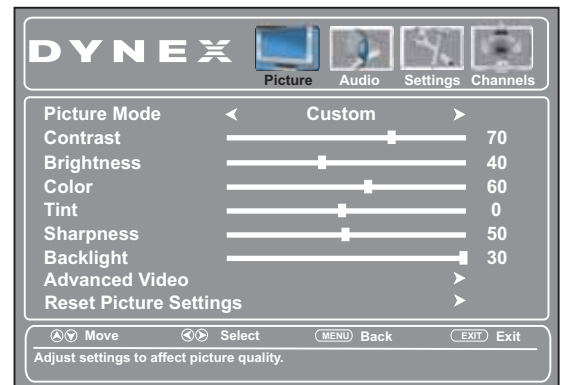 DYNEX
Picture Audio Settings Channels
Picture Mode Custom
Contrast 70
Brightness 40
Color 60
Tint 0
Sharpness 50
Backlight 30
Advanced Video
Reset Picture Settings
Move Select MENU Back EXIT Exit
Adjust settings to affect picture quality.